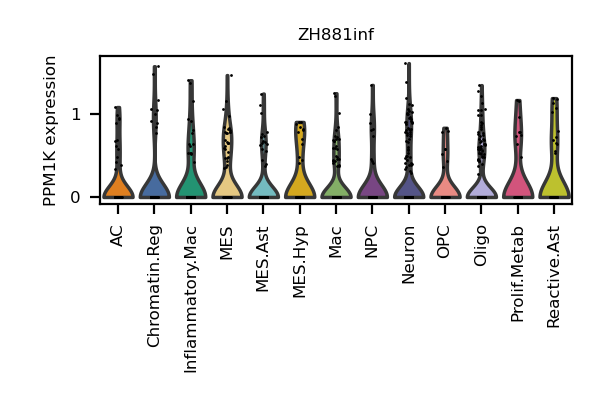 ZH881inf
PPM1K expression
1
0
AC
Chromatin.Reg
Inflammatory.Mac
MES
MES.Ast
MES.Hyp
Mac
NPC
Neuron
OPC
Oligo
Prolif.Metab
Reactive.Ast